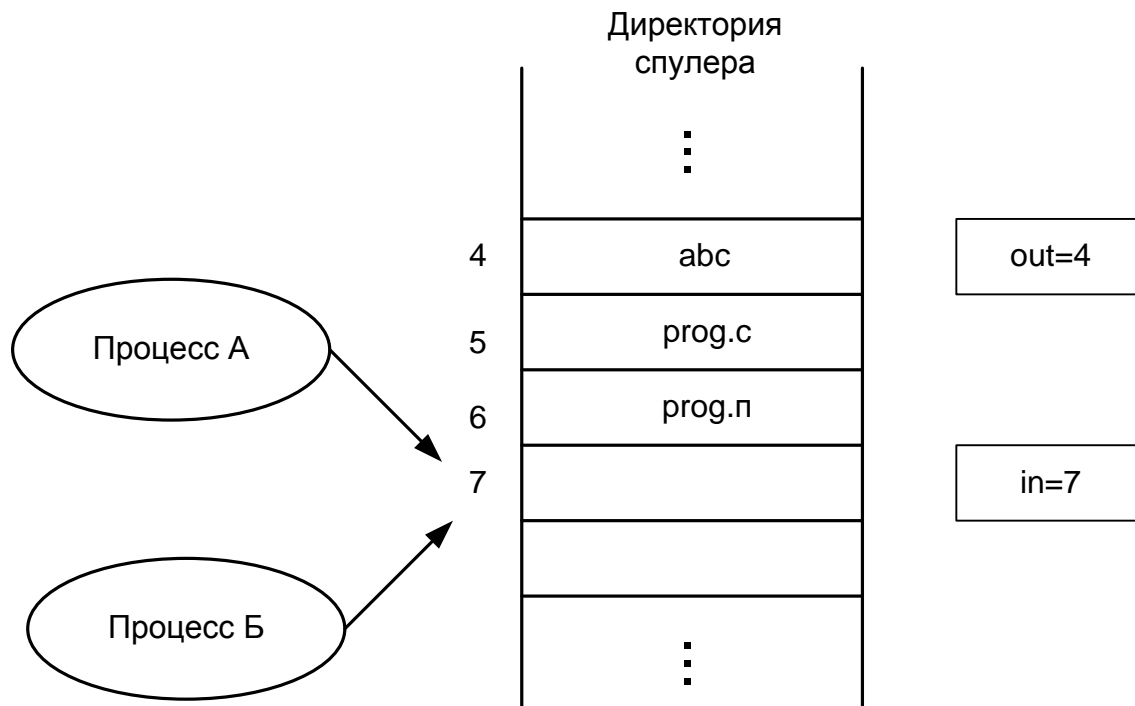 Директория
спулера
4
abc
out=4
Процесс А
5
prog.c
6
prog.п
7
in=7
Процесс Б